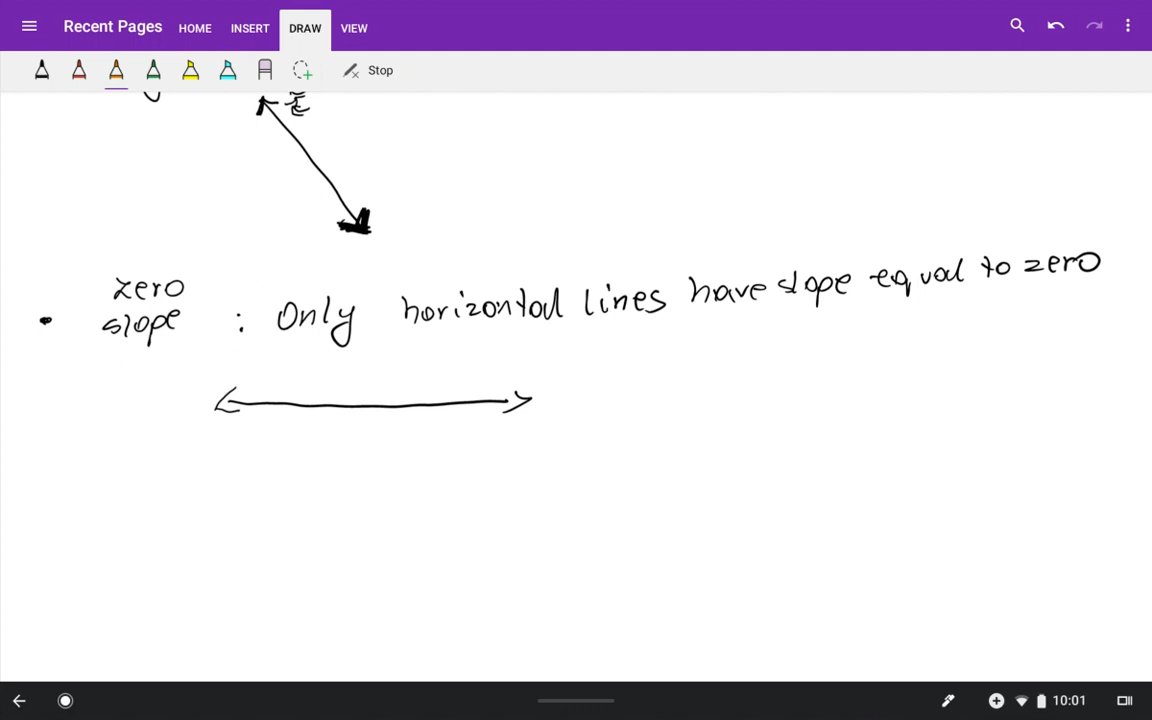 Recent Pages HOME INSERT DRAW VIEW
Stop
zero
slope : Only horizontal lines have slope equal to zero
10:01